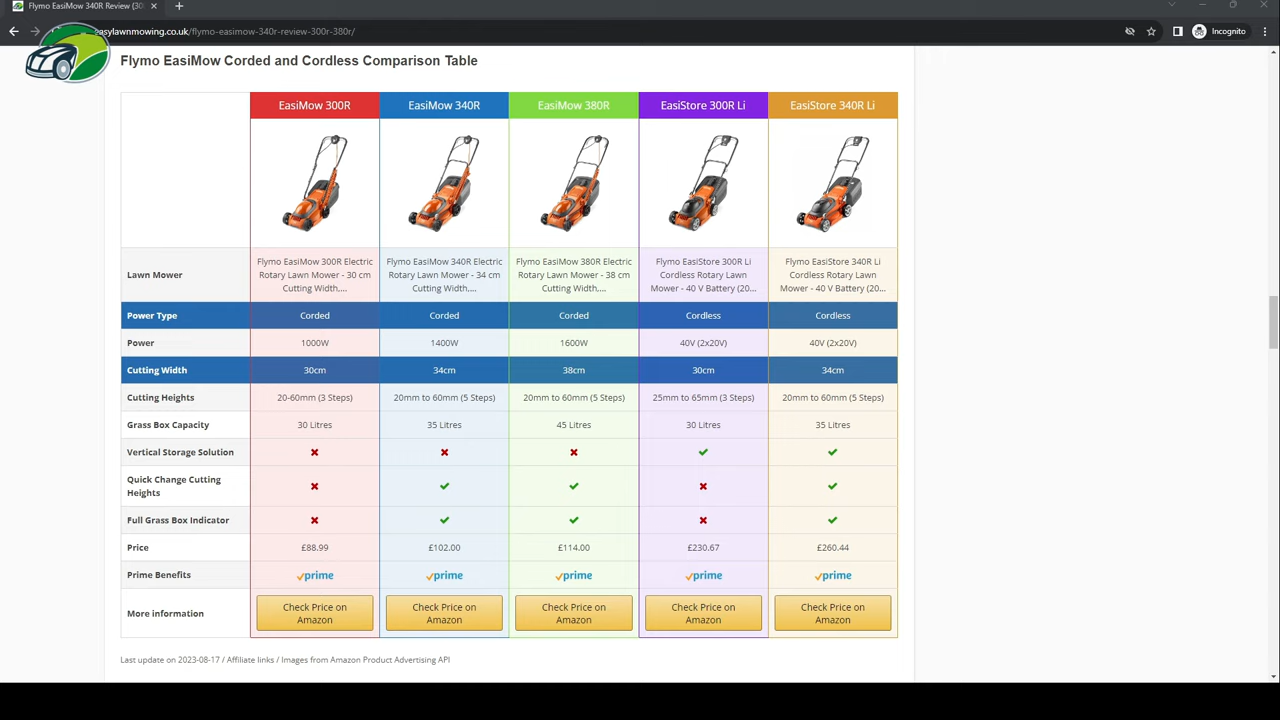 Flymo EasiMow 340R Review (30
Incognito
easylawnmowing.co.uk/flymo-easimow-340r-review-300r-380r/
Flymo EasiMow Corded and Cordless Comparison Table
EasiMow 300R EasiMow 340R EasiMow 380R EasiStore 300R Li EasiStore 340R Li
Flymo EasiMow 300R Electric Flymo EasiMow 340R Electric Flymo EasiMow 380R Electric Flymo EasiStore 300R Li Flymo EasiStore 340R Li
Lawn Mower Rotary Lawn Mower - 30 cm Rotary Lawn Mower - 34 cm Rotary Lawn Mower - 38 cm Cordless Rotary Lawn Cordless Rotary Lawn
Cutting Width,... Cutting Width,... Cutting Width,... Mower - 40 V Battery (20... Mower - 40 V Battery (20...
Power Type Corded Corded Corded Cordless Cordless
Power 1000W 1400W 1600W 40V (2x20V) 40V (2x20V)
Cutting Width 30cm 34cm 38cm 30cm 34cm
Cutting Heights 20-60mm (3 Steps) 20mm to 60mm (5 Steps) 20mm to 60mm (5 Steps) 25mm to 65mm (3 Steps) 20mm to 60mm (5 Steps)
Grass Box Capacity 30 Litres 35 Litres 45 Litres 30 Litres 35 Litres
Vertical Storage Solution
Quick Change Cutting
Heights
Full Grass Box Indicator
Price £88.99 £102.00 £114.00 £230.67 £260.44
Prime Benefits prime prime prime prime prime
More information Check Price on Check Price on Check Price on Check Price on Check Price on
Amazon Amazon Amazon Amazon Amazon
Last update on 2023-08-17 / Affiliate links / Images from Amazon Product Advertising API